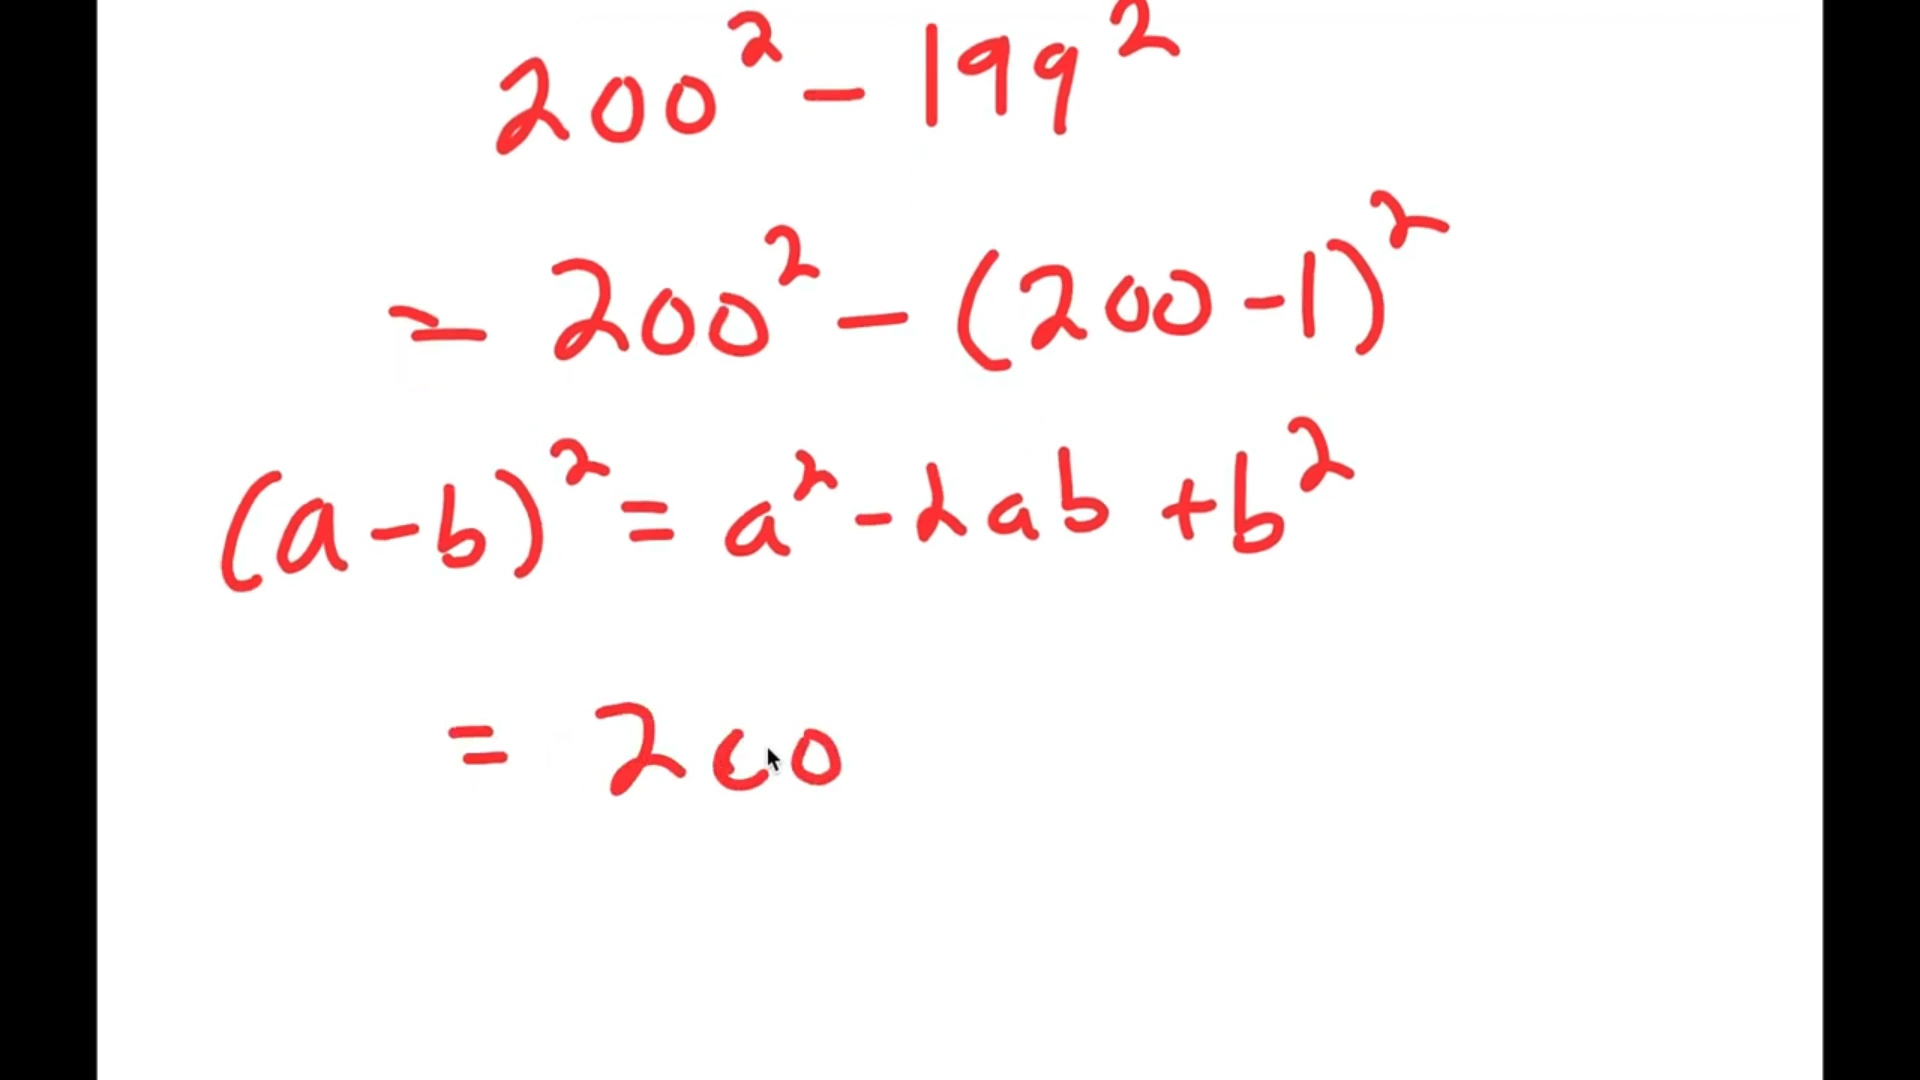 200² - 199²
= 200² - (200 - 1)²
(a - b)² = a² - 2ab + b²
= 200